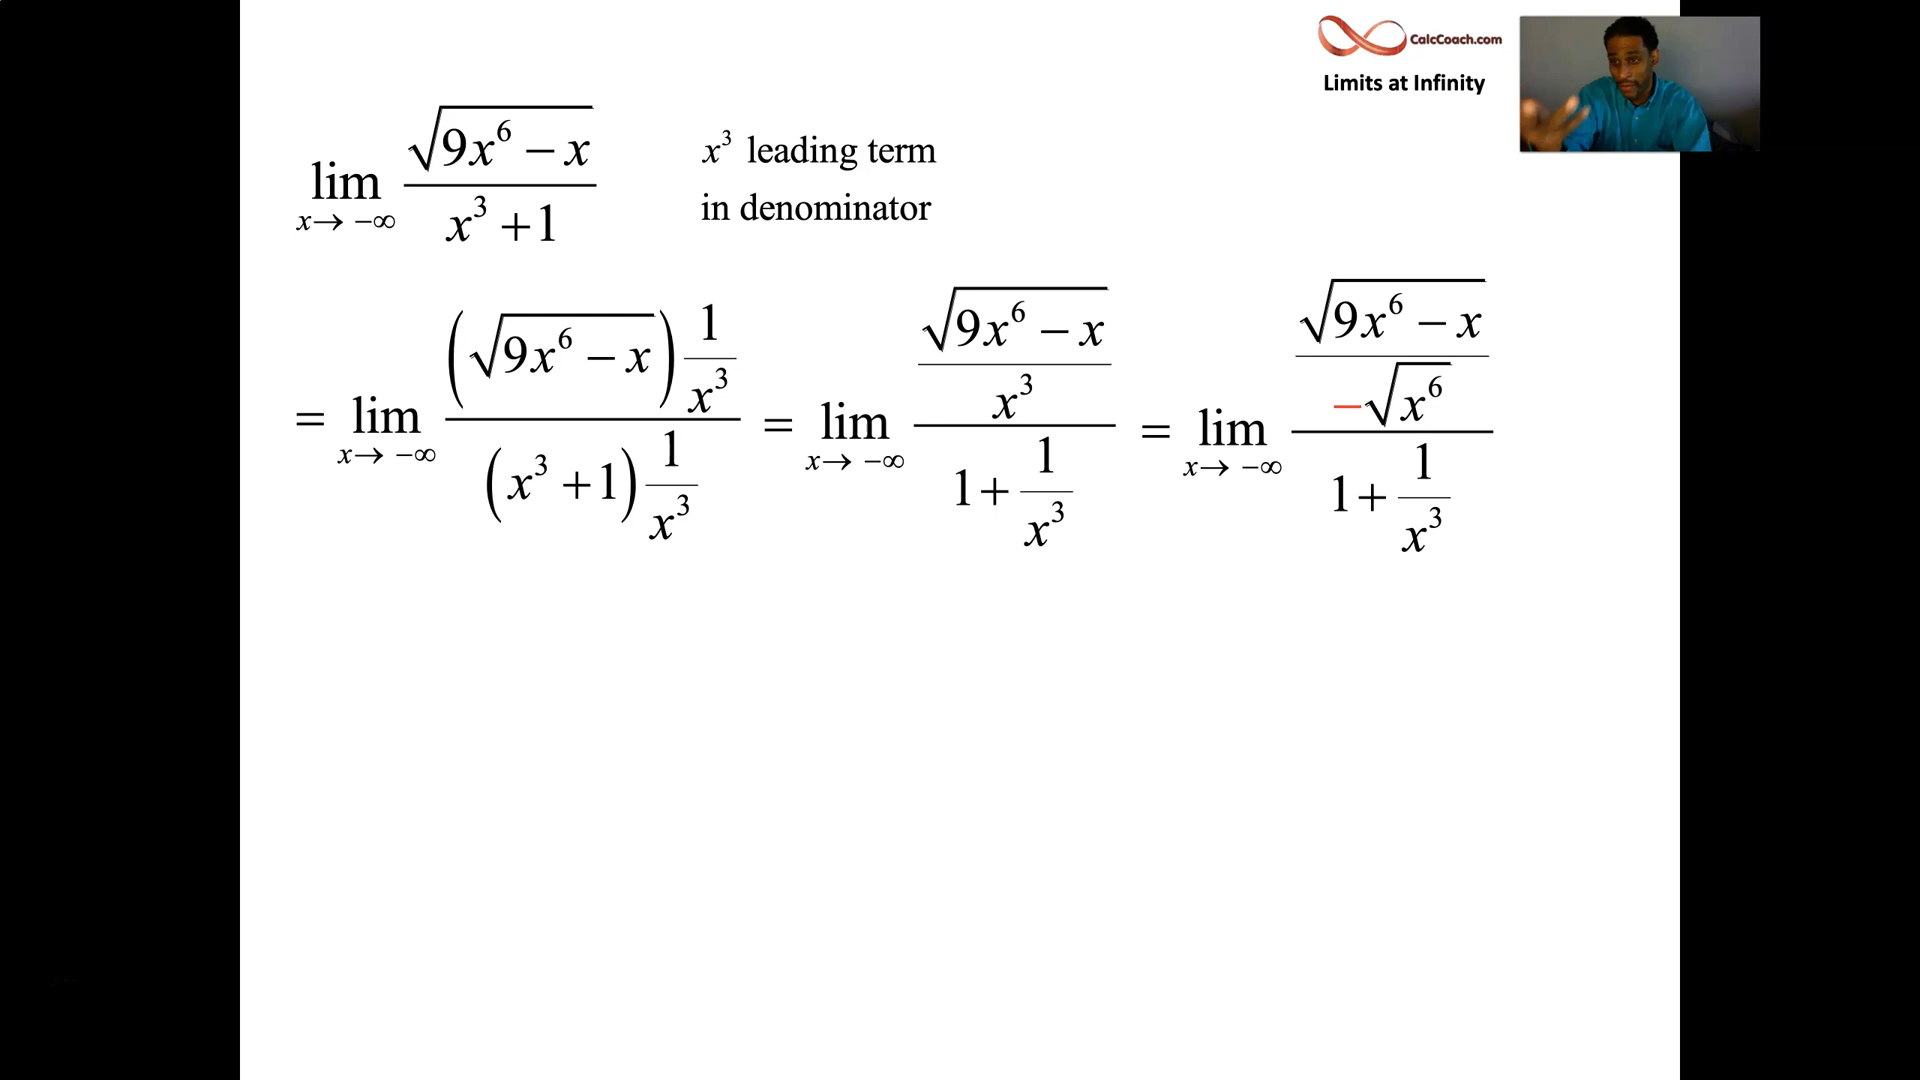 CalcCoach.com
Limits at Infinity
lim x→ −∞ √(9x⁶ − x) / (x³ + 1)
x³ leading term
in denominator
= lim x→ −∞ ((√(9x⁶ − x)) 1/x³) / ((x³ + 1) 1/x³) = lim x→ −∞ (√(9x⁶ − x) / x³) / (1 + 1/x³) = lim x→ −∞ (√(9x⁶ − x) / −√(x⁶)) / (1 + 1/x³)